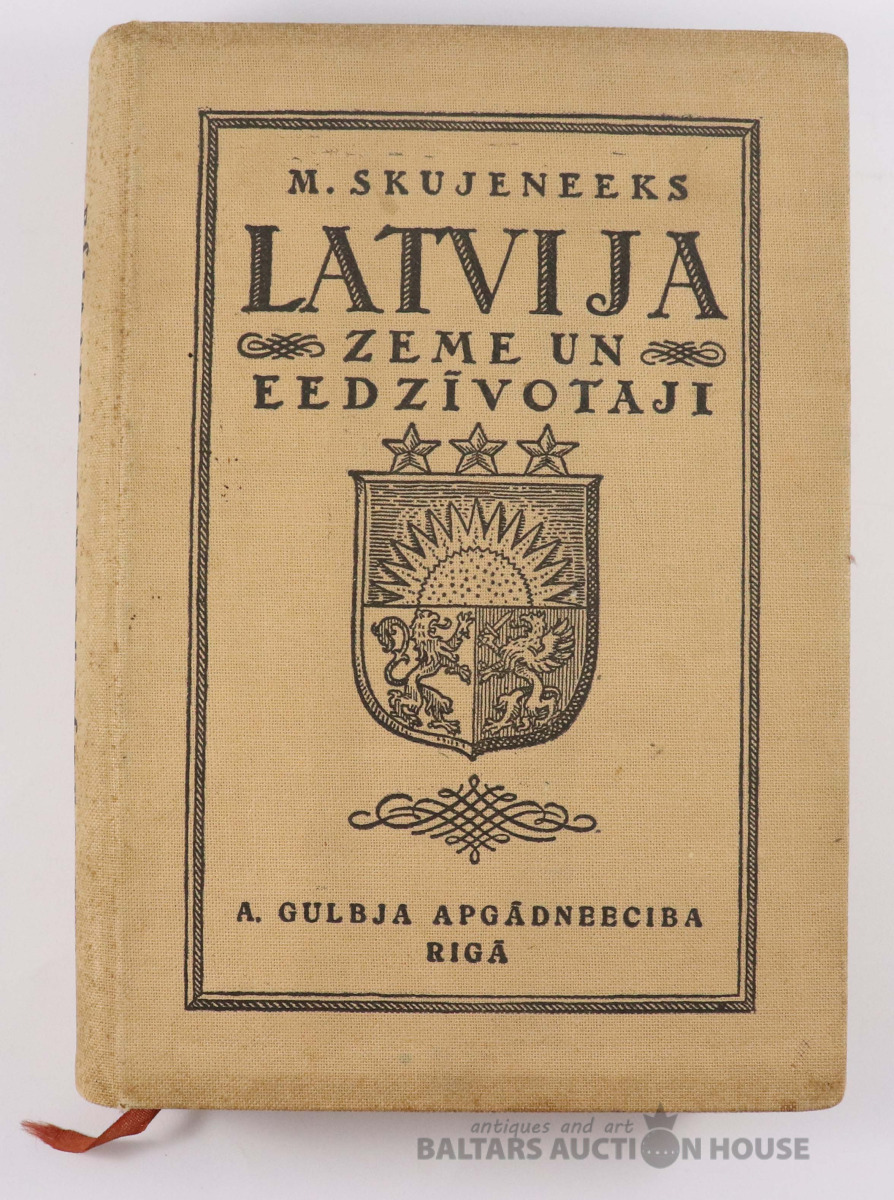 M. SKUJENEEKS
LATVIJA
ZEME UN
EEDZĪVOTAJI
A. GULBJA APGĀDNEECIBA
RIGĀ
antiques and art
BALTARS AUCTION HOUSE